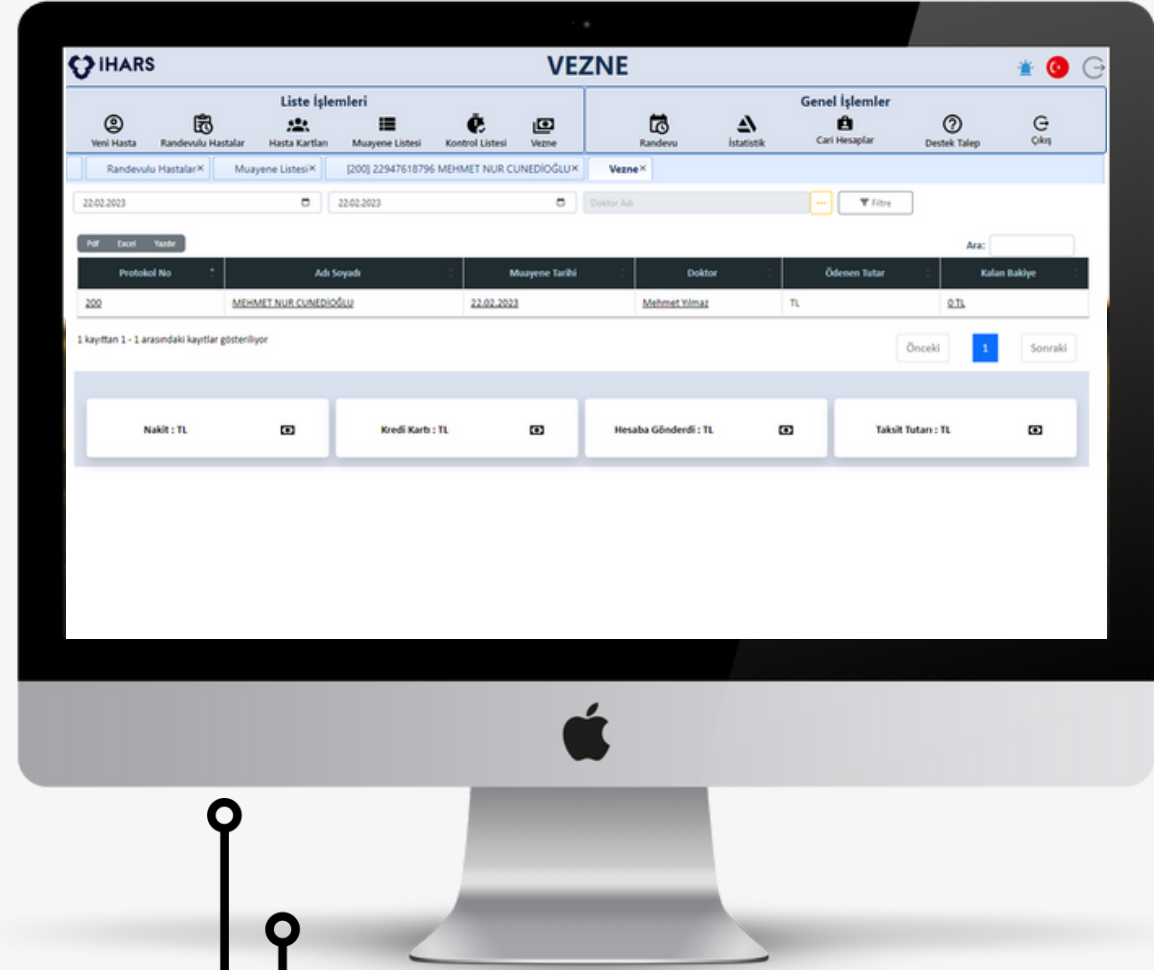 iHARS
VEZNE
Liste İşlemleri
Genel İşlemler
Yeni Hasta Randevulu Hastalar Hasta Kartları Muayene Listesi Kontrol Listesi Vezne
Randevu İstatistik Cari Hesaplar Destek Talep Çıkış
Randevulu Hastalar× Muayene Listesi× [200] 22947618796 MEHMET NUR CUNEDİOĞLU× Vezne×
22.02.2023 22.02.2023 Doktor Adı ... Filtre
Pdf Excel Yazdır
Ara:
Protokol No Adı Soyadı Muayene Tarihi Doktor Ödenen Tutar Kalan Bakiye
200 MEHMET NUR CUNEDİOĞLU 22.02.2023 Mehmet Yılmaz TL 0 TL
1 kayıttan 1 - 1 arasındaki kayıtlar gösteriliyor
Önceki 1 Sonraki
Nakit : TL Kredi Kartı : TL Hesaba Gönderdi : TL Taksit Tutarı : TL